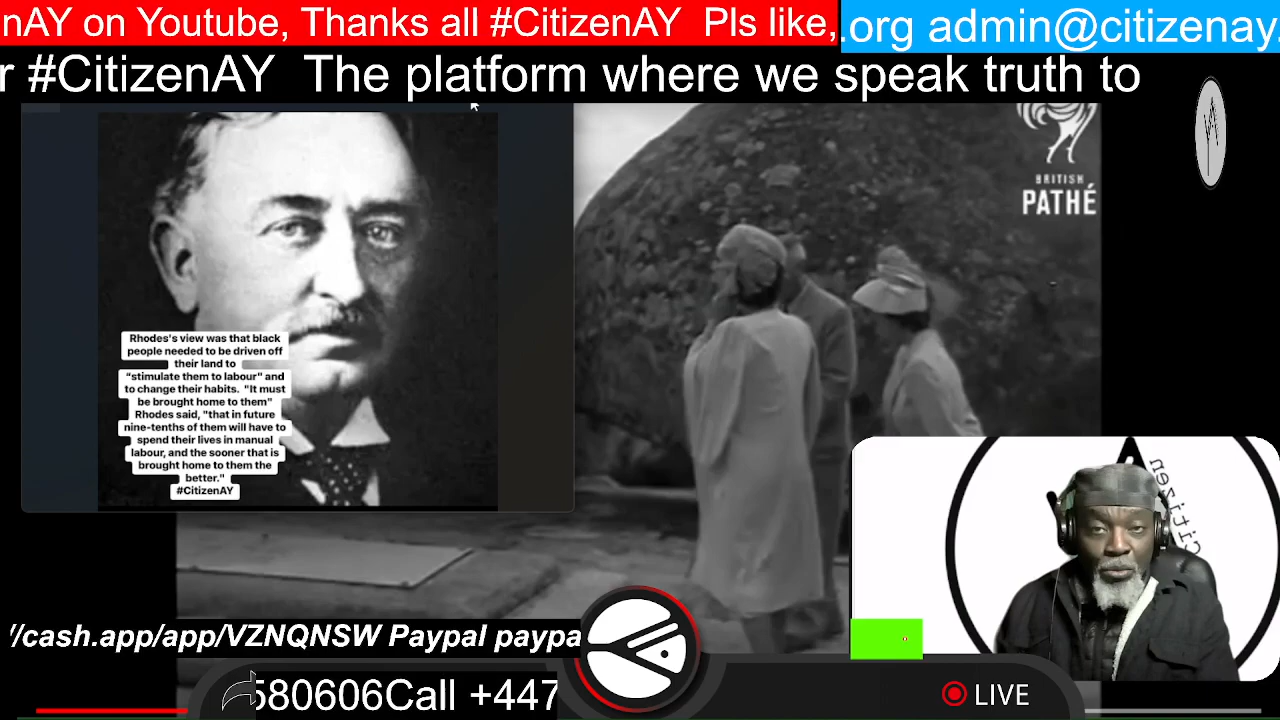 nAY on Youtube, Thanks all #CitizenAY Pls like,
.org admin@citizenay.
r #CitizenAY The platform where we speak truth to
BRITISH
PATHÉ
Rhodes's view was that black
people needed to be driven off
their land to
"stimulate them to labour" and
to change their habits. "It must
be brought home to them"
Rhodes said, "that in future
nine-tenths of them will have to
spend their lives in manual
labour, and the sooner that is
brought home to them the
better."
#CitizenAY
Citizen
//cash.app/app/VZNQNSW Paypal paypa
580606Call +447
LIVE